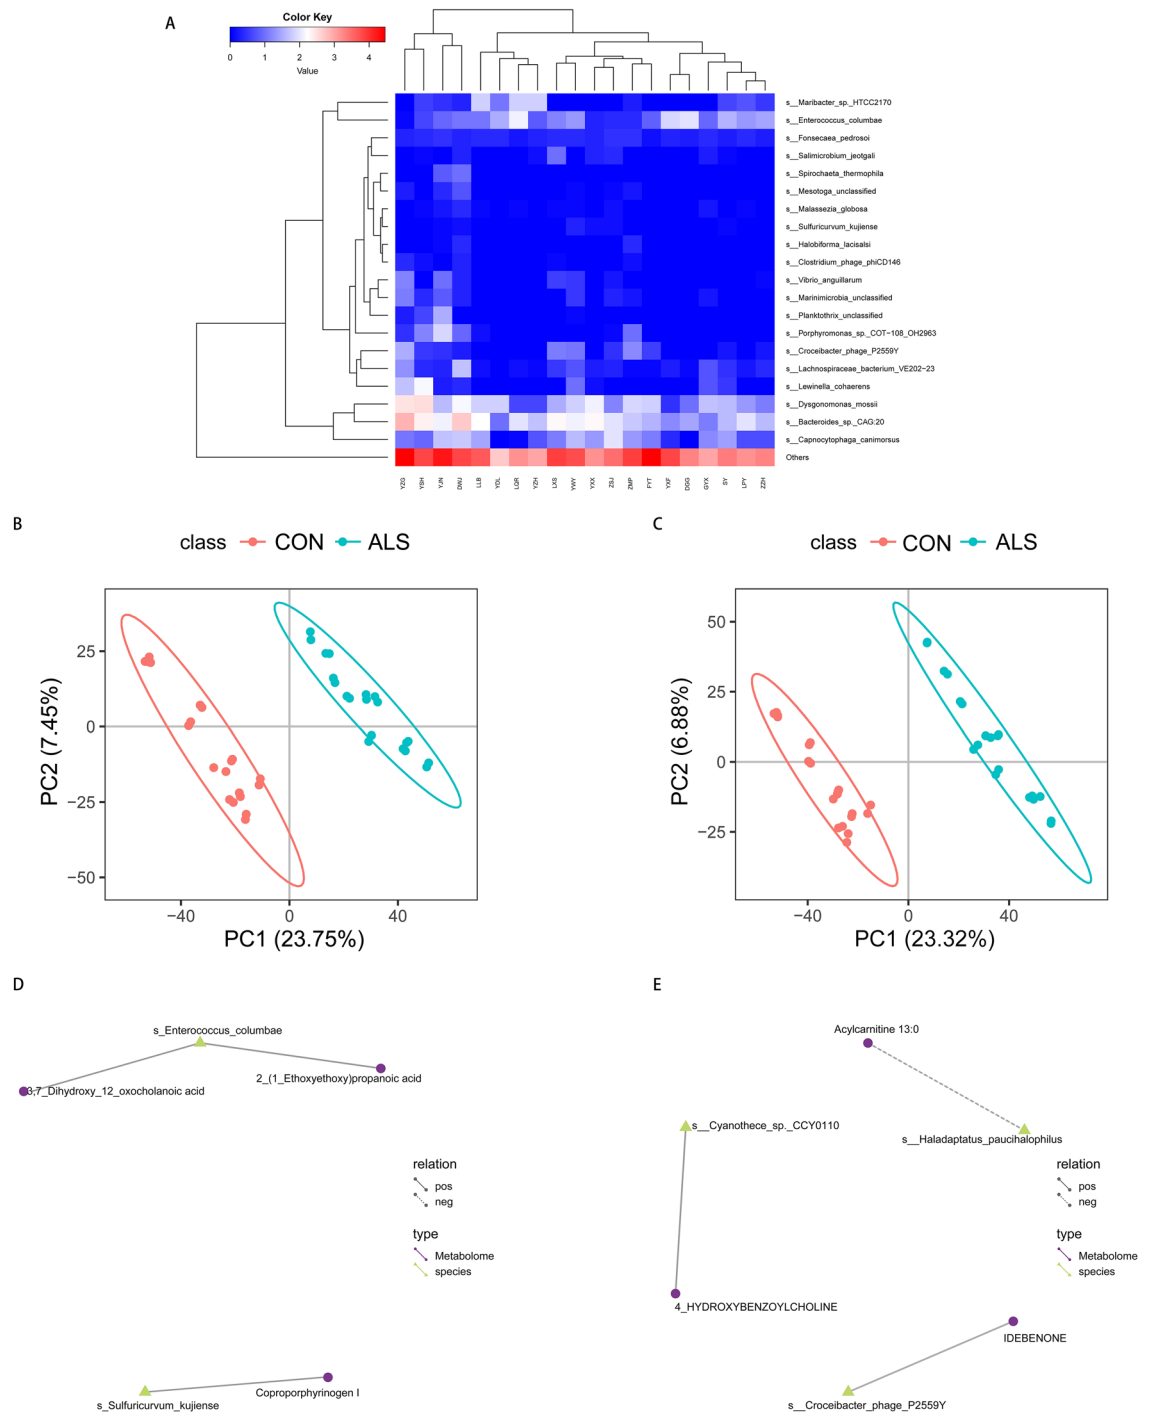 A
Color Key
0 1 2 3 4
Value
s__Maribacter_sp._HTCC2170
s__Enterococcus_columbae
s__Fonsecaea_pedrosoi
s__Salimicrobium_jeotgali
s__Spirochaeta_thermophila
s__Mesotoga_unclassified
s__Malassezia_globosa
s__Sulfuricurvum_kujiense
s__Halobiforma_lacisalsi
s__Clostridium_phage_phiCD146
s__Vibrio_anguillarum
s__Marinimicrobia_unclassified
s__Planktothrix_unclassified
s__Porphyromonas_sp._COT−108_OH2963
s__Croceibacter_phage_P2559Y
s__Lachnospiraceae_bacterium_VE202−23
s__Lewinella_cohaerens
s__Dysgonomonas_mossii
s__Bacteroides_sp._CAG:20
s__Capnocytophaga_canimorsus
Others
YZG YSH YJN DWJ LLB YDL LQR YZH LXS YWY YXX ZSJ ZMP FYT YXF DGG GYX SY LPY ZZH
B
class CON ALS
25
0
−25
−50
PC2 (7.45%)
−40 0 40
PC1 (23.75%)
C
class CON ALS
50
25
0
−25
PC2 (6.88%)
−40 0 40
PC1 (23.32%)
D
s_Enterococcus_columbae
2_(1_Ethoxyethoxy)propanoic acid
3,7_Dihydroxy_12_oxocholanoic acid
relation
pos
neg
type
Metabolome
species
Coproporphyrinogen I
s_Sulfuricurvum_kujiense
E
Acylcarnitine 13:0
s__Cyanothece_sp._CCY0110
s__Haladaptatus_paucihalophilus
relation
pos
neg
type
Metabolome
species
4_HYDROXYBENZOYLCHOLINE
IDEBENONE
s__Croceibacter_phage_P2559Y